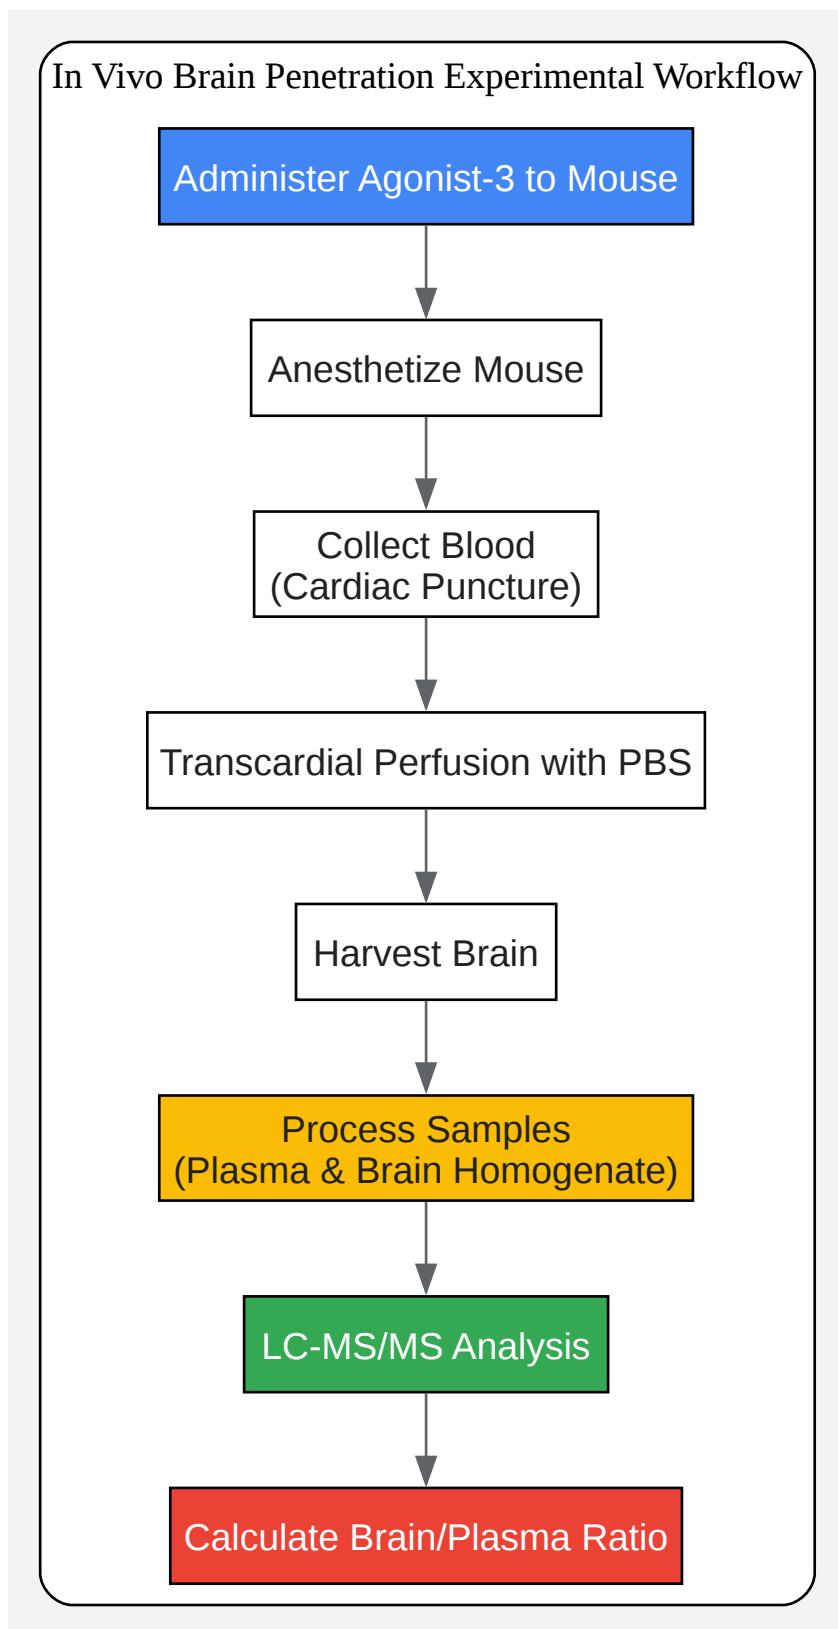 In Vivo Brain Penetration Experimental Workflow
Administer Agonist-3 to Mouse
Anesthetize Mouse
Collect Blood
(Cardiac Puncture)
Transcardial Perfusion with PBS
Harvest Brain
Process Samples
(Plasma & Brain Homogenate)
LC-MS/MS Analysis
Calculate Brain/Plasma Ratio